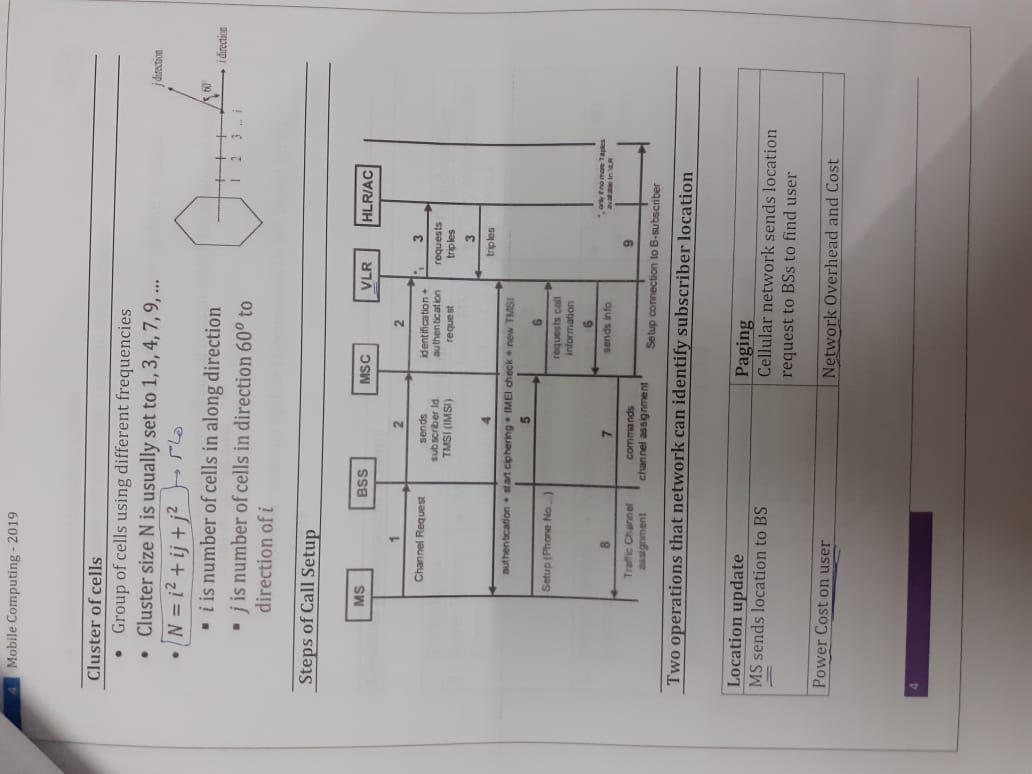 4 Mobile Computing - 2019
Cluster of cells
• Group of cells using different frequencies
• Cluster size N is usually set to 1, 3, 4, 7, 9, ...
• N = i² + ij + j²
▪ i is number of cells in along direction
▪ j is number of cells in direction 60⁰ to
direction of i
j direction
60°
i direction
1 2 3 ... i
Steps of Call Setup
MS BSS MSC VLR HLR/AC
1
Channel Request
2
sends
subscriber Id.
TMSI (IMSI)
2
identification +
authentication
request
*)
3
requests
triples
3
triples
4
authentication + start ciphering + IMEI check + new TMSI
5
Setup (Phone No...)
6
requests call
information
6
sends info
*) only if no more Triples
available in VLR
8
Traffic Channel
assignment
7
commands
channel assignment
9
Setup connection to B-subscriber
Two operations that network can identify subscriber location
Location update Paging
MS sends location to BS
Cellular network sends location
request to BSs to find user
Power Cost on user Network Overhead and Cost
4